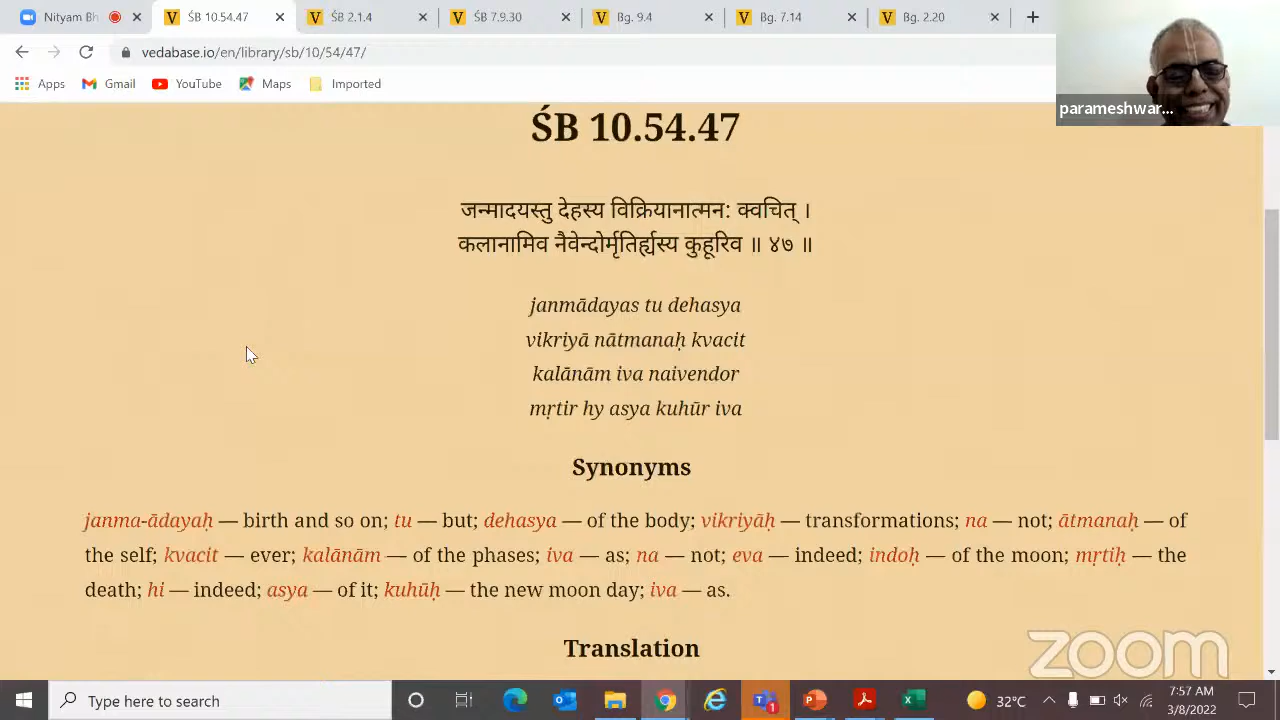 Nityam Bh
ŚB 10.54.47
ŚB 2.1.4
ŚB 7.9.30
Bg. 9.4
Bg. 7.14
Bg. 2.20
vedabase.io/en/library/sb/10/54/47/
Apps
Gmail
YouTube
Maps
Imported
parameshwar...
ŚB 10.54.47
जन्मादयस्तु देहस्य विक्रियानात्मन: क्‍वचित् ।
कलानामिव नैवेन्दोर्मृतिर्ह्यस्य कुहूरिव ॥ ४७ ॥
janmādayas tu dehasya
vikriyā nātmanaḥ kvacit
kalānām iva naivendor
mṛtir hy asya kuhūr iva
Synonyms
janma-ādayaḥ — birth and so on; tu — but; dehasya — of the body; vikriyāḥ — transformations; na — not; ātmanaḥ — of
the self; kvacit — ever; kalānām — of the phases; iva — as; na — not; eva — indeed; indoḥ — of the moon; mṛtiḥ — the
death; hi — indeed; asya — of it; kuhūḥ — the new moon day; iva — as.
Translation
zoom
Type here to search
32°C
7:57 AM
3/8/2022